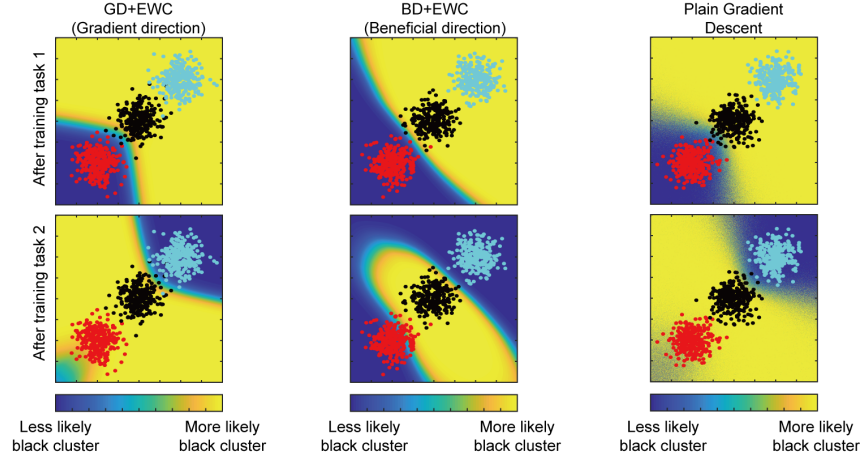 GD+EWC
(Gradient direction)
BD+EWC
(Beneficial direction)
Plain Gradient
Descent
After training task 1
After training task 2
Less likely
black cluster
More likely
black cluster
Less likely
black cluster
More likely
black cluster
Less likely
black cluster
More likely
black cluster